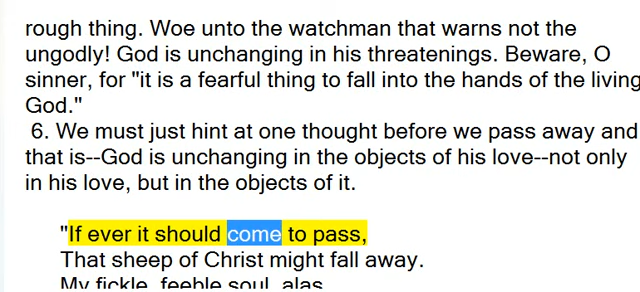 rough thing. Woe unto the watchman that warns not the
ungodly! God is unchanging in his threatenings. Beware, O
sinner, for "it is a fearful thing to fall into the hands of the living
God."
6. We must just hint at one thought before we pass away and
that is--God is unchanging in the objects of his love--not only
in his love, but in the objects of it.
"If ever it should come to pass,
That sheep of Christ might fall away.
My fickle, feeble soul, alas